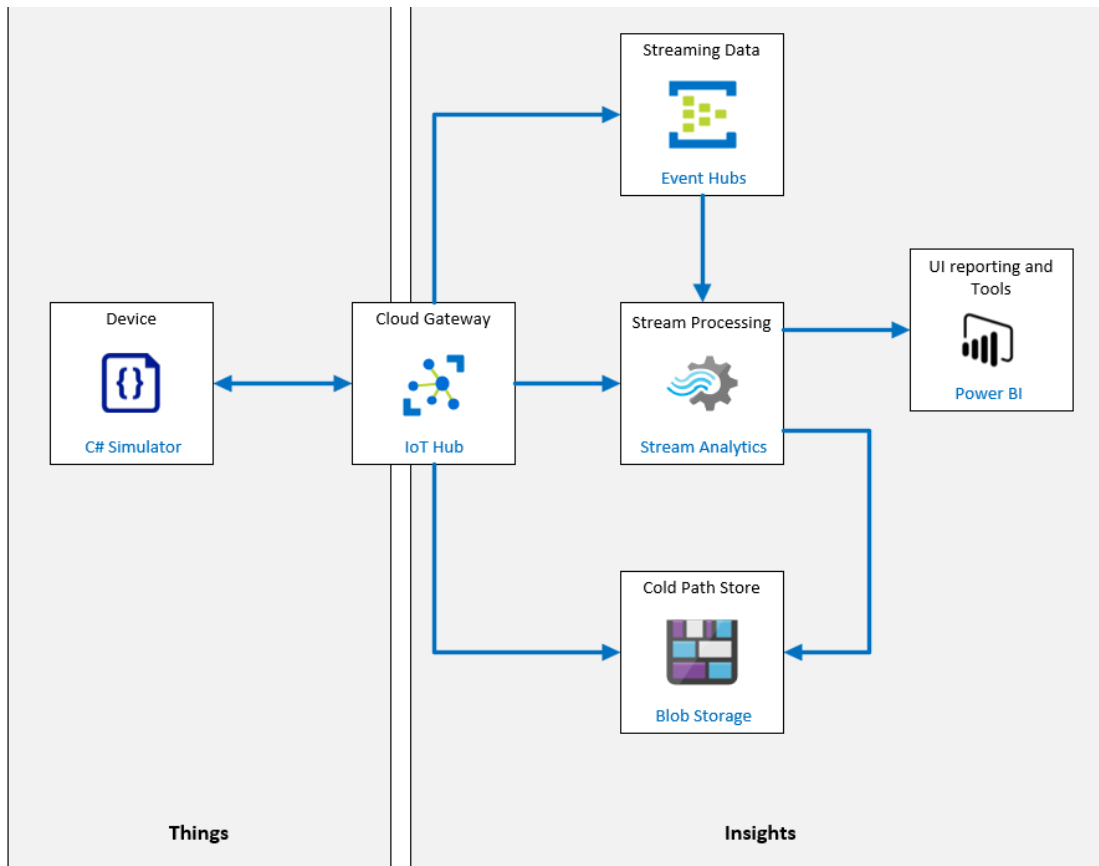 Streaming Data
Event Hubs
UI reporting and
Tools
Power BI
Device
C# Simulator
Cloud Gateway
IoT Hub
Stream Processing
Stream Analytics
Cold Path Store
Blob Storage
Things
Insights